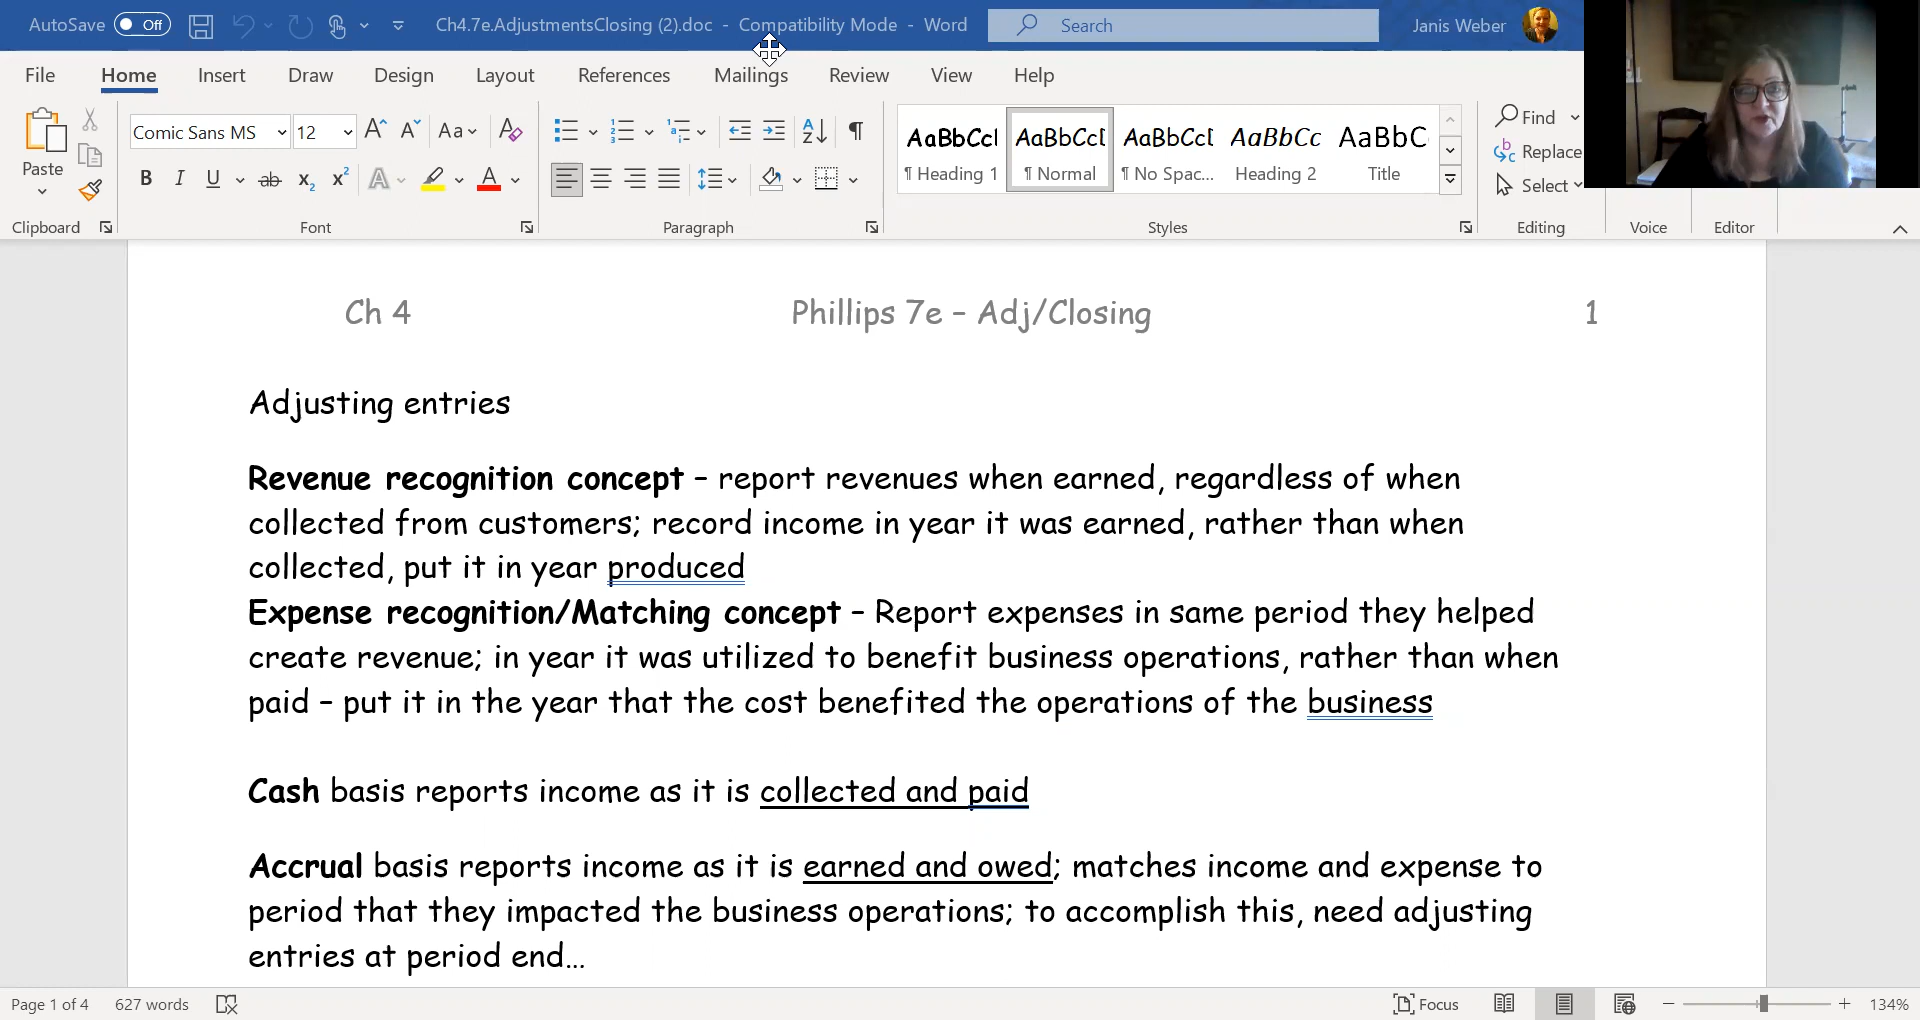 AutoSave Off Ch4.7e.AdjustmentsClosing (2).doc - Compatibility Mode - Word Search Janis Weber
File Home Insert Draw Design Layout References Mailings Review View Help
Comic Sans MS 12 Aa AaBbCcI AaBbCcI AaBbCcI AaBbCc AaBbC Find
Paste B I U ab x2 x2 A A ¶ Heading 1 ¶ Normal ¶ No Spac... Heading 2 Title Replace
Select
Clipboard Font Paragraph Styles Editing Voice Editor
Ch 4 Phillips 7e – Adj/Closing 1
Adjusting entries
Revenue recognition concept – report revenues when earned, regardless of when
collected from customers; record income in year it was earned, rather than when
collected, put it in year produced
Expense recognition/Matching concept – Report expenses in same period they helped
create revenue; in year it was utilized to benefit business operations, rather than when
paid – put it in the year that the cost benefited the operations of the business
Cash basis reports income as it is collected and paid
Accrual basis reports income as it is earned and owed; matches income and expense to
period that they impacted the business operations; to accomplish this, need adjusting
entries at period end…
Page 1 of 4 627 words Focus 134%